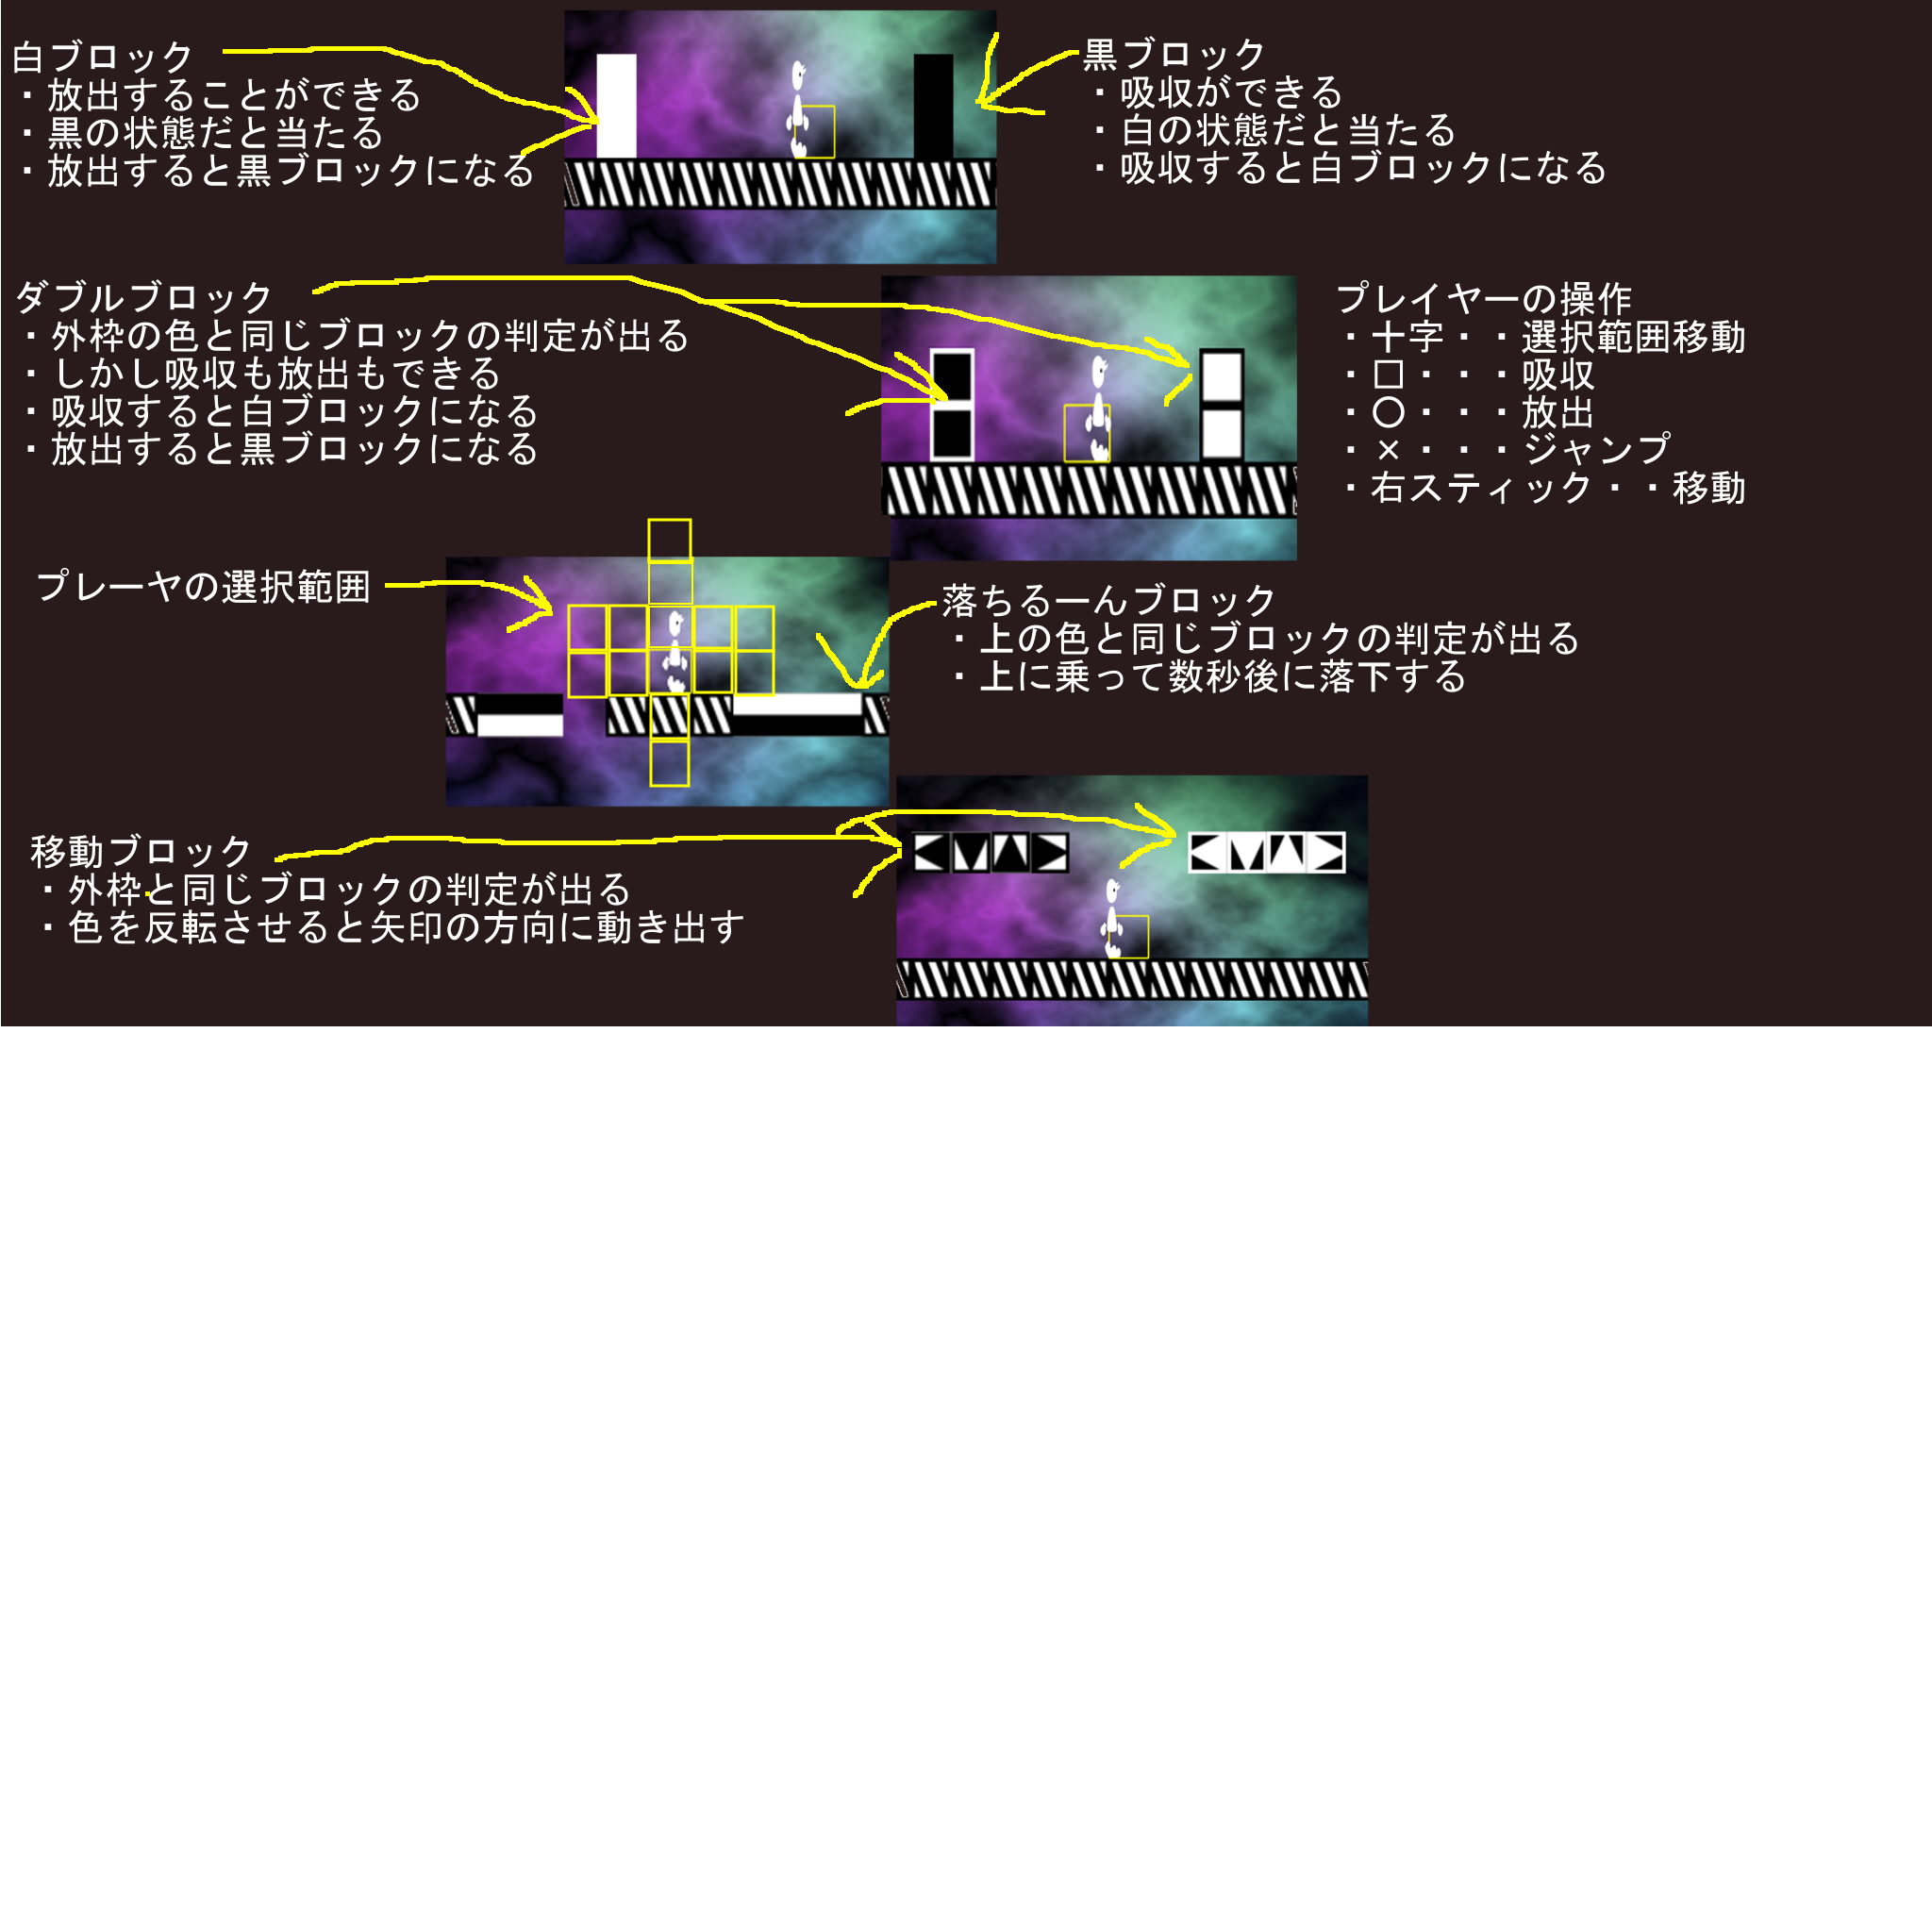 白ブロック
・放出することができる
・黒の状態だと当たる
・放出すると黒ブロックになる
黒ブロック
・吸収ができる
・白の状態だと当たる
・吸収すると白ブロックになる
ダブルブロック
・外枠の色と同じブロックの判定が出る
・しかし吸収も放出もできる
・吸収すると白ブロックになる
・放出すると黒ブロックになる
プレイヤーの操作
・十字・・選択範囲移動
・□・・・吸収
・○・・・放出
・×・・・ジャンプ
・右スティック・・移動
プレーヤの選択範囲
落ちるーんブロック
・上の色と同じブロックの判定が出る
・上に乗って数秒後に落下する
移動ブロック
・外枠と同じブロックの判定が出る
・色を反転させると矢印の方向に動き出す